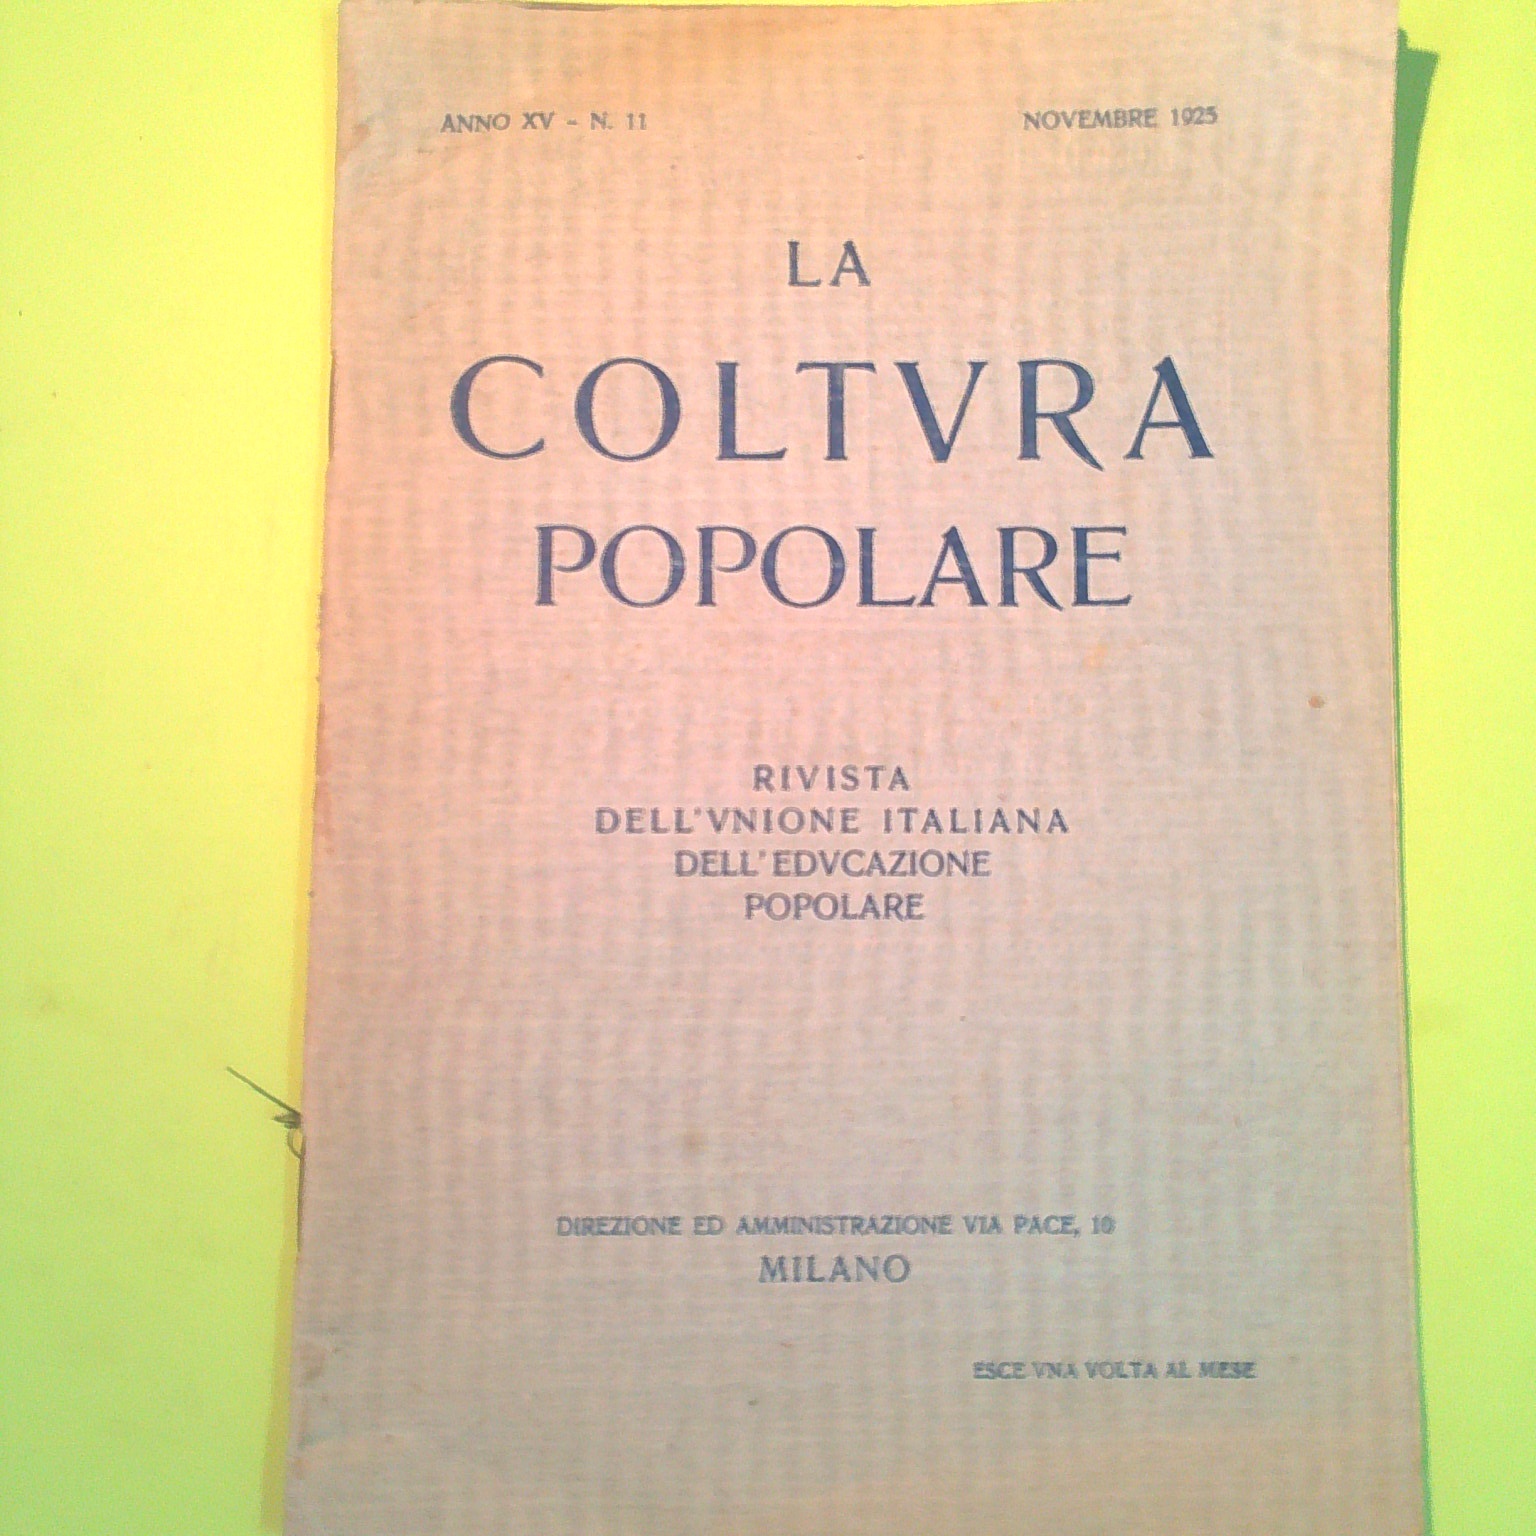 ANNO XV - N. 11
NOVEMBRE 1925
LA
COLTVRA
POPOLARE
RIVISTA
DELL'VNIONE ITALIANA
DELL'EDVCAZIONE
POPOLARE
DIREZIONE ED AMMINISTRAZIONE VIA PACE, 10
MILANO
ESCE VNA VOLTA AL MESE